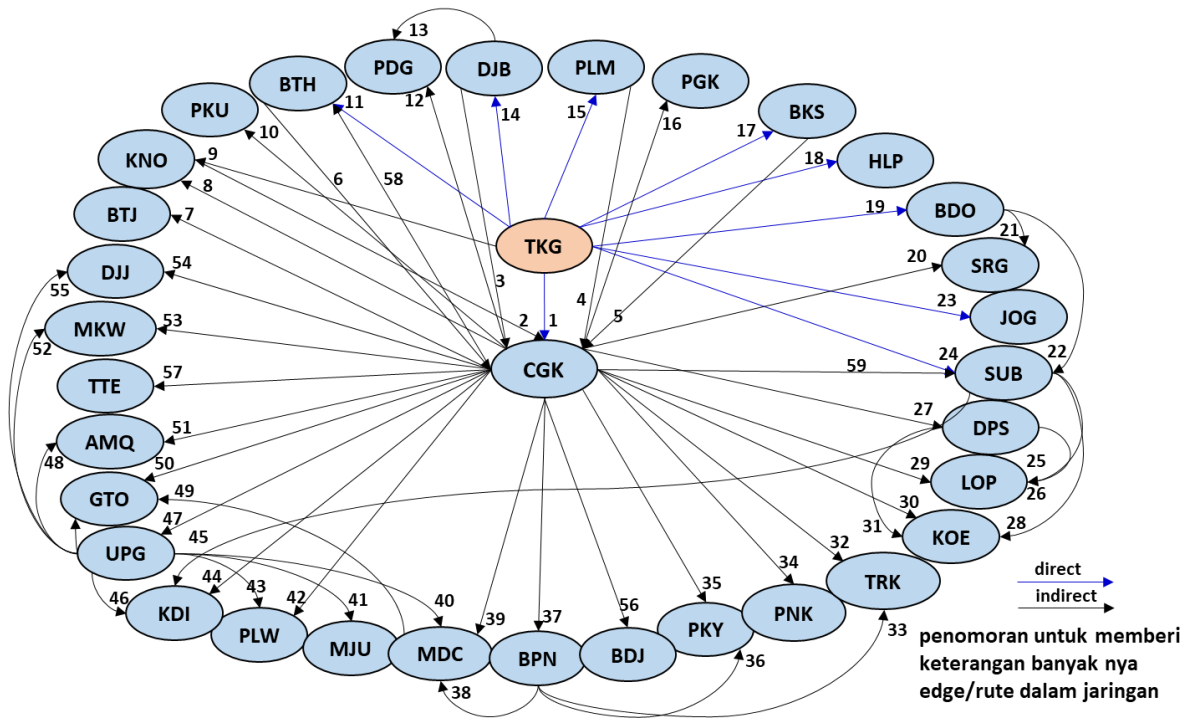 13
PDG
DJB
PLM
PGK
BTH
12
14
15
16
BKS
PKU
11
17
10
18
HLP
KNO
9
8
6
58
BTJ
7
19
BDO
TKG
21
DJJ
54
20
SRG
55
3
MKW
53
23
JOG
52
2
1
4
5
24
22
TTE
57
CGK
59
SUB
AMQ
51
27
DPS
48
50
29
LOP
25
26
GTO
49
30
47
31
KOE
28
UPG
45
32
TRK
direct
46
KDI
44
43
42
41
40
39
37
56
35
34
indirect
PLW
MJU
MDC
BPN
BDJ
PKY
PNK
33
38
36
penomoran untuk memberi
keterangan banyak nya
edge/rute dalam jaringan